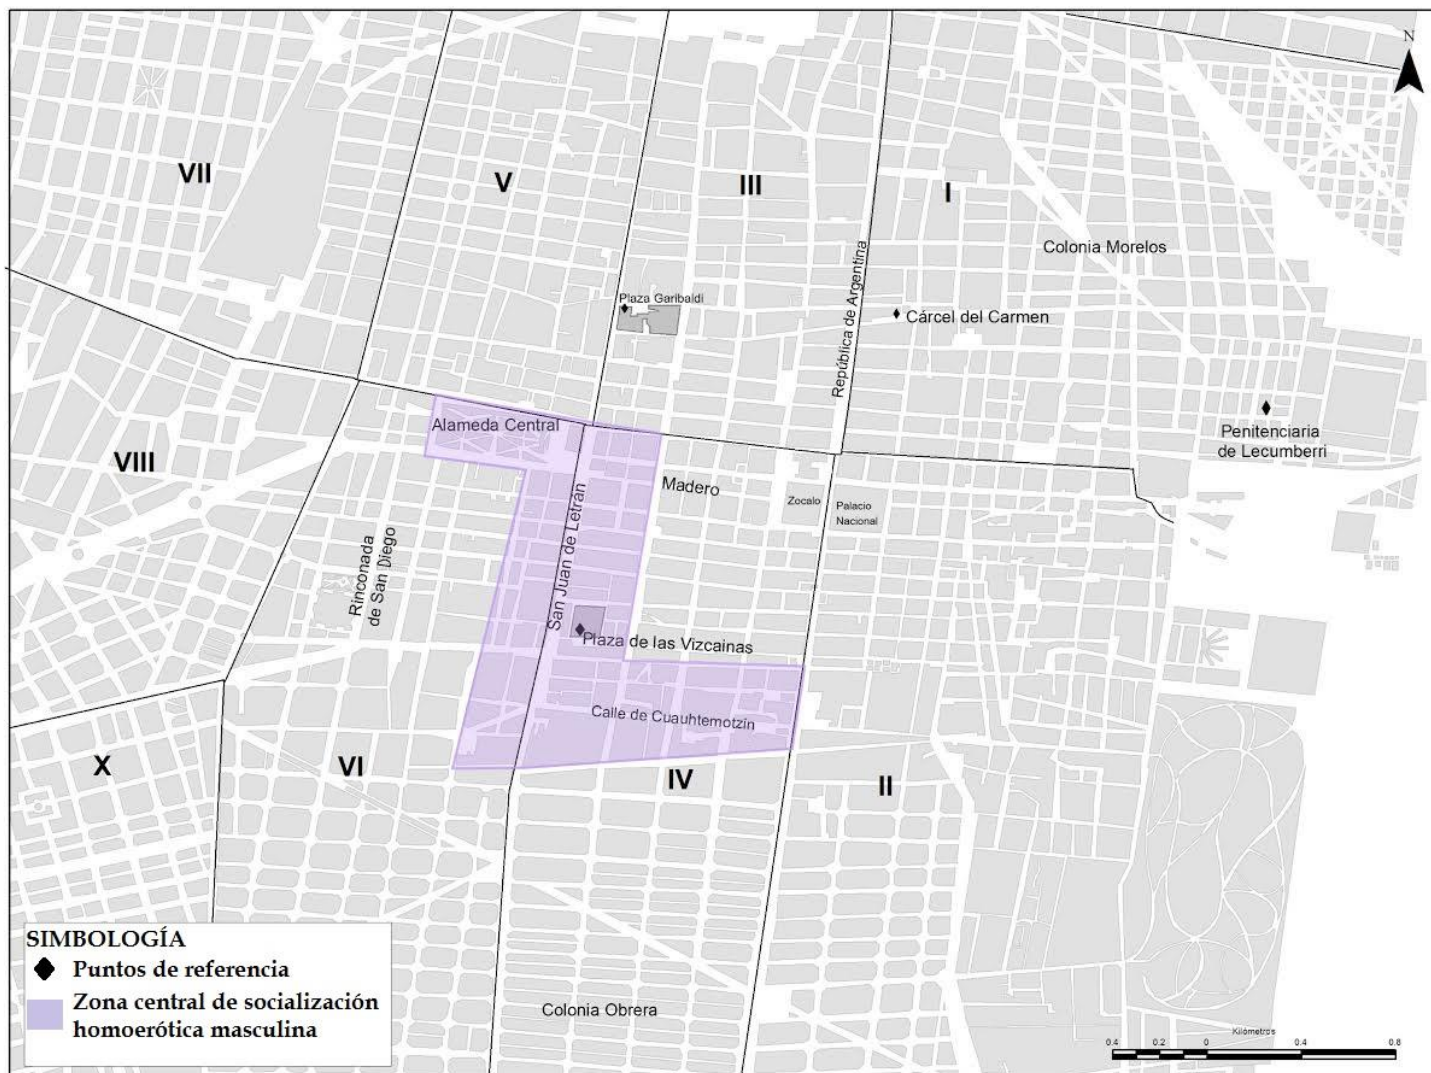 N
VII
V
III
I
Colonia Morelos
República de Argentina
Plaza Garibaldi
Cárcel del Carmen
Alameda Central
Penitenciaria
de Lecumberri
VIII
Madero
Zocalo
Palacio
Nacional
San Juan de Letrán
Rinconada
de San Diego
Plaza de las Vizcainas
Calle de Cuauhtemotzín
X
VI
IV
II
SIMBOLOGÍA
Puntos de referencia
Zona central de socialización
homoerótica masculina
Colonia Obrera
Kilómetros
0.4 0.2 0 0.4 0.8